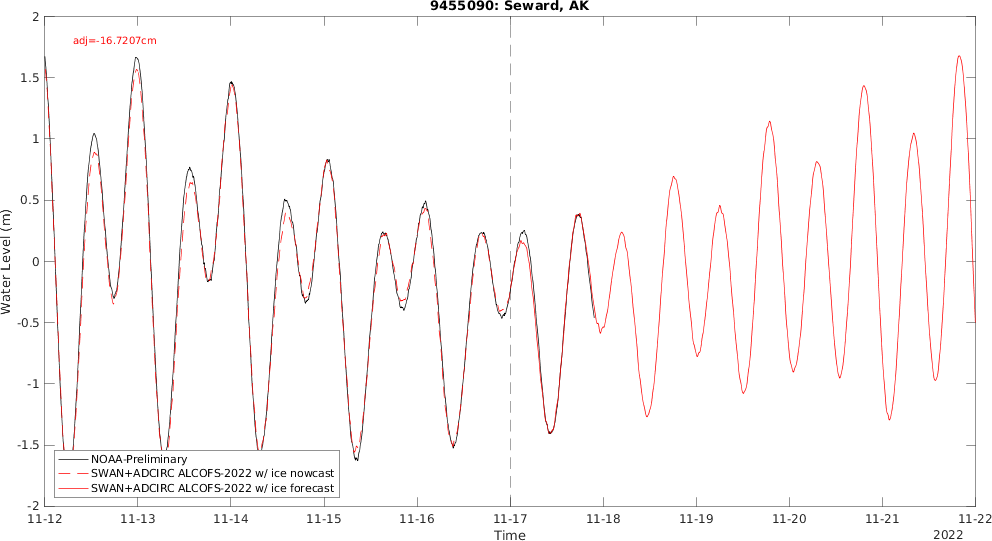 9455090: Seward, AK
adj=-16.7207cm
Water Level (m)
2
1.5
1
0.5
0
-0.5
-1
-1.5
-2
NOAA-Preliminary
SWAN+ADCIRC ALCOFS-2022 w/ ice nowcast
SWAN+ADCIRC ALCOFS-2022 w/ ice forecast
11-12 11-13 11-14 11-15 11-16 11-17 11-18 11-19 11-20 11-21 11-22
Time
2022